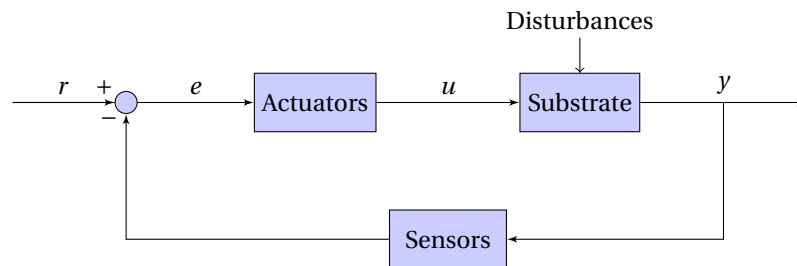 Disturbances
r
+
−
e
Actuators
u
Substrate
y
Sensors